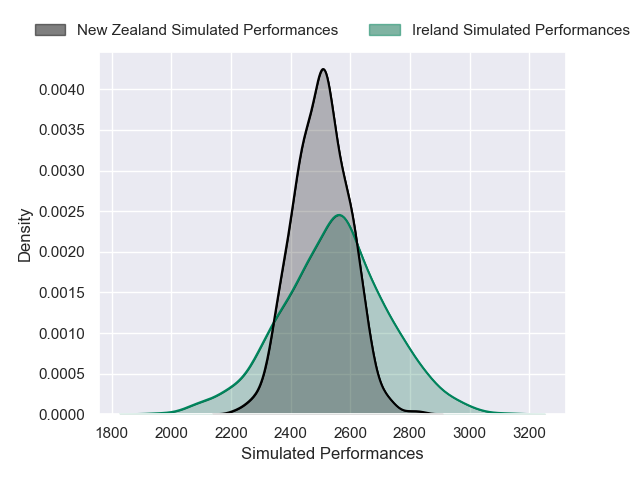 New Zealand Simulated Performances Ireland Simulated Performances
0.0040
0.0035
0.0030
0.0025
0.0020
0.0015
0.0010
0.0005
0.0000
Density
1800 2000 2200 2400 2600 2800 3000 3200
Simulated Performances